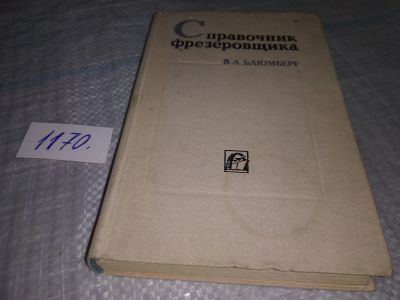 Справочник
фрезеровщика
В.А. БЛЮМБЕРГ
1170.